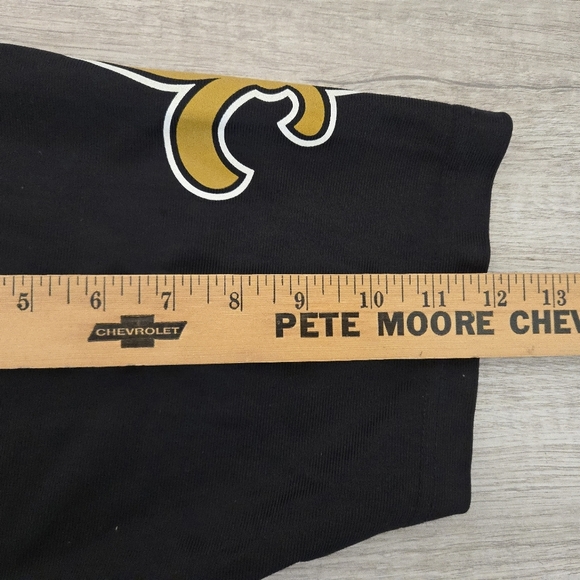 5 6 7 8 9 10 11 12 13
CHEVROLET
PETE MOORE CHEV